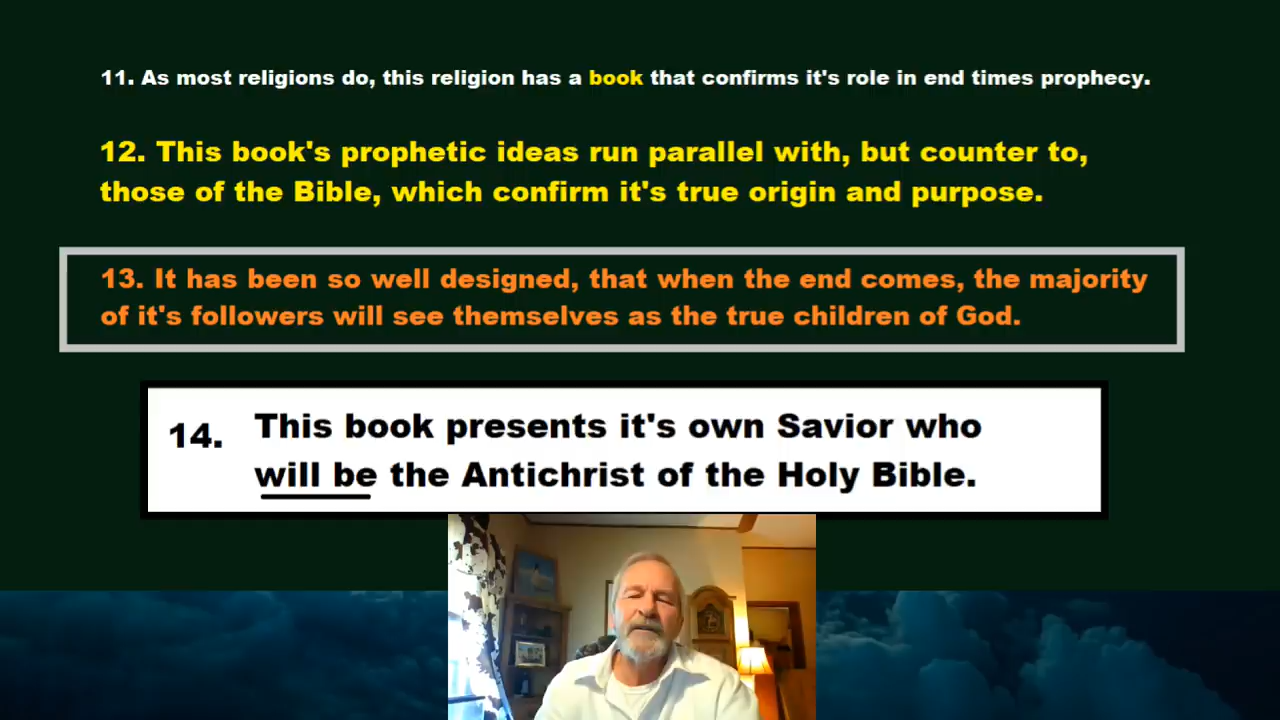 11. As most religions do, this religion has a book that confirms it's role in end times prophecy.
12. This book's prophetic ideas run parallel with, but counter to,
those of the Bible, which confirm it's true origin and purpose.
13. It has been so well designed, that when the end comes, the majority
of it's followers will see themselves as the true children of God.
14. This book presents it's own Savior who
will be the Antichrist of the Holy Bible.